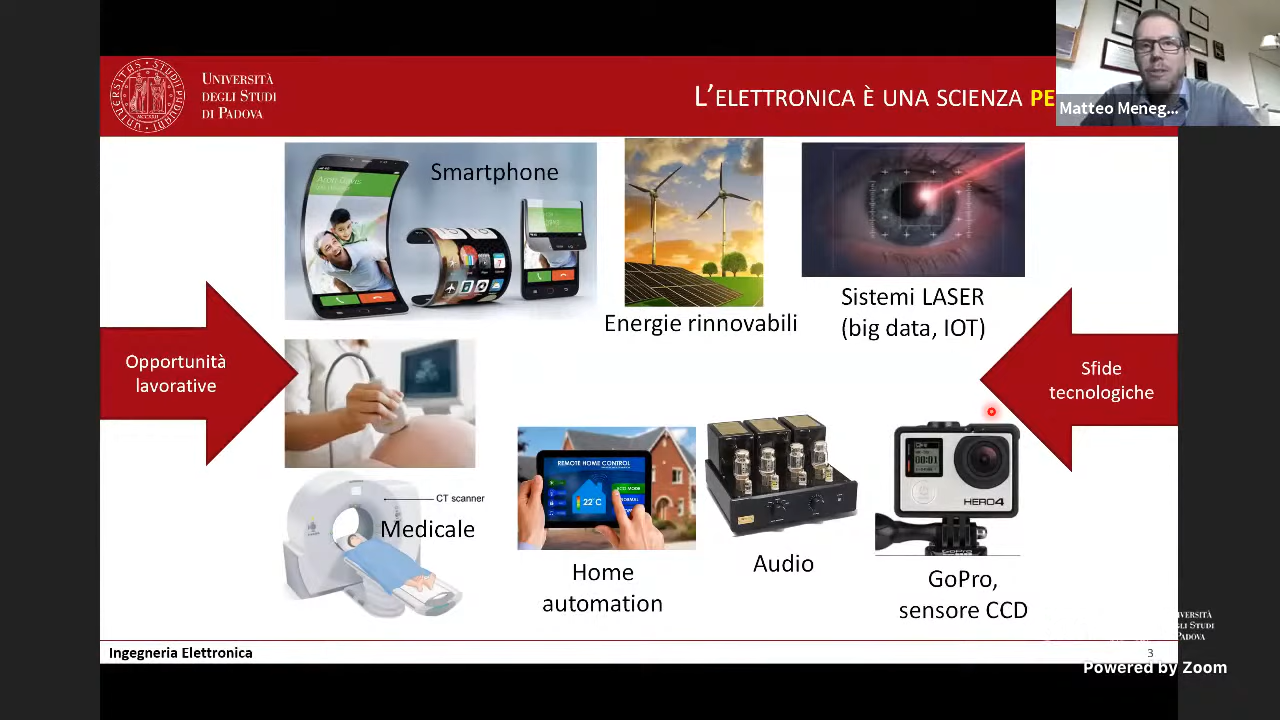 UNIVERSITÀ
DEGLI STUDI
DI PADOVA
L'ELETTRONICA È UNA SCIENZA PE
Matteo Meneg...
Smartphone
Energie rinnovabili
Sistemi LASER
(big data, IOT)
Opportunità
lavorative
Sfide
tecnologiche
CT scanner
Medicale
REMOTE HOME CONTROL
22°C
Home
automation
Audio
HERO4
GoPro,
sensore CCD
Ingegneria Elettronica
3
Powered by Zoom